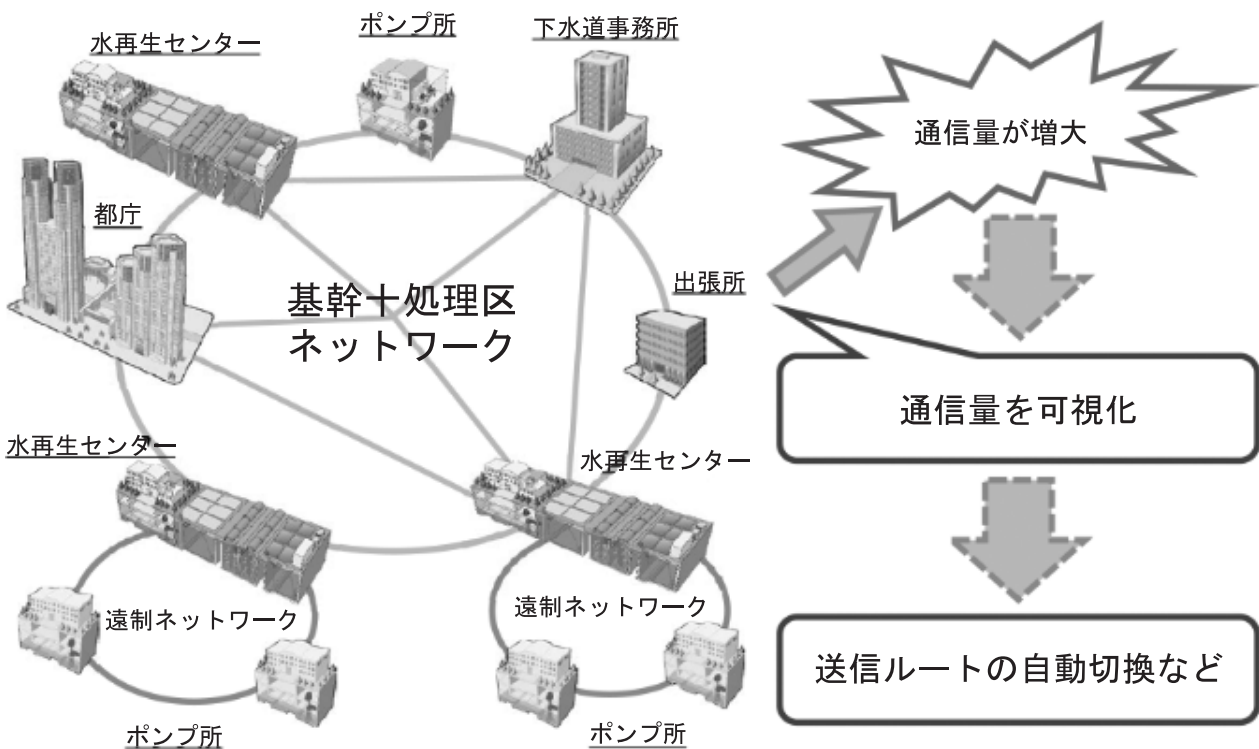 水再生センター
ポンプ所
下水道事務所
都庁
基幹十処理区
ネットワーク
出張所
水再生センター
水再生センター
遠制ネットワーク
遠制ネットワーク
ポンプ所
ポンプ所
通信量が増大
通信量を可視化
送信ルートの自動切換など